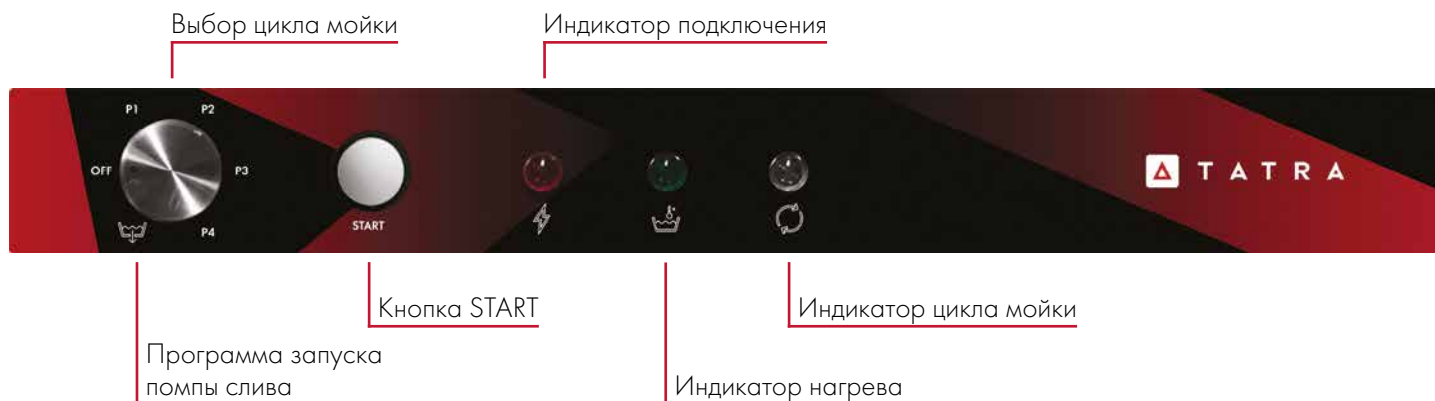 Выбор цикла мойки
Индикатор подключения
P1
P2
OFF
P3
P4
START
TATRA
Кнопка START
Индикатор цикла мойки
Программа запуска
помпы слива
Индикатор нагрева